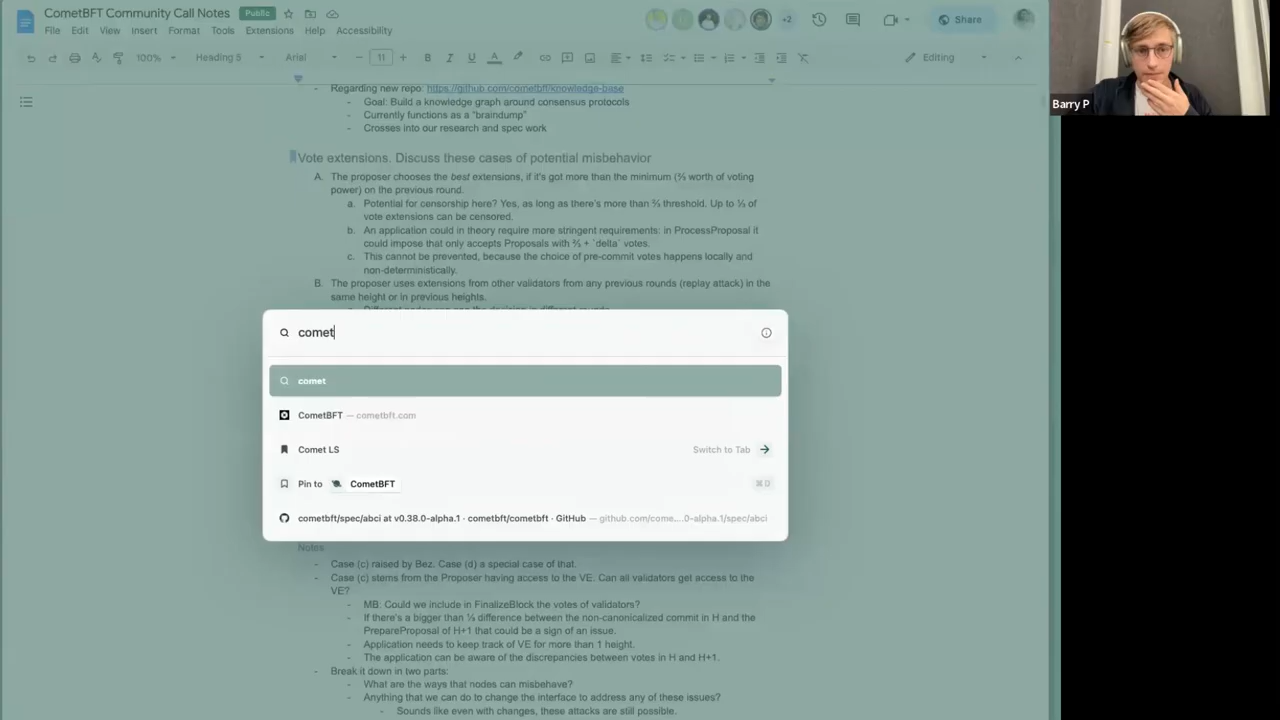 CometBFT Community Call Notes
Public
File Edit View Insert Format Tools Extensions Help Accessibility
+2
Share
100%
Heading 5
Arial
11
Editing
Barry P
- Regarding new repo: https://github.com/cometbft/knowledge-base
- Goal: Build a knowledge graph around consensus protocols
- Currently functions as a "braindump"
- Crosses into our research and spec work
Vote extensions. Discuss these cases of potential misbehavior
A. The proposer chooses the best extensions, if it's got more than the minimum (⅔ worth of voting
power) on the previous round.
a. Potential for censorship here? Yes, as long as there's more than ⅔ threshold. Up to ⅓ of
vote extensions can be censored.
b. An application could in theory require more stringent requirements: in ProcessProposal it
could impose that only accepts Proposals with ⅔ + `delta` votes.
c. This cannot be prevented, because the choice of pre-commit votes happens locally and
non-deterministically.
B. The proposer uses extensions from other validators from any previous rounds (replay attack) in the
same height or in previous heights.
comet
comet
CometBFT — cometbft.com
Comet LS
Switch to Tab
Pin to CometBFT
⌘D
cometbft/spec/abci at v0.38.0-alpha.1 · cometbft/cometbft · GitHub — github.com/come....0-alpha.1/spec/abci
Notes
- Case (c) raised by Bez. Case (d) a special case of that.
- Case (c) stems from the Proposer having access to the VE. Can all validators get access to the
VE?
- MB: Could we include in FinalizeBlock the votes of validators?
- If there's a bigger than ⅓ difference between the non-canonicalized commit in H and the
PrepareProposal of H+1 that could be a sign of an issue.
- Application needs to keep track of VE for more than 1 height.
- The application can be aware of the discrepancies between votes in H and H+1.
- Break it down in two parts:
- What are the ways that nodes can misbehave?
- Anything that we can do to change the interface to address any of these issues?
- Sounds like even with changes, these attacks are still possible.